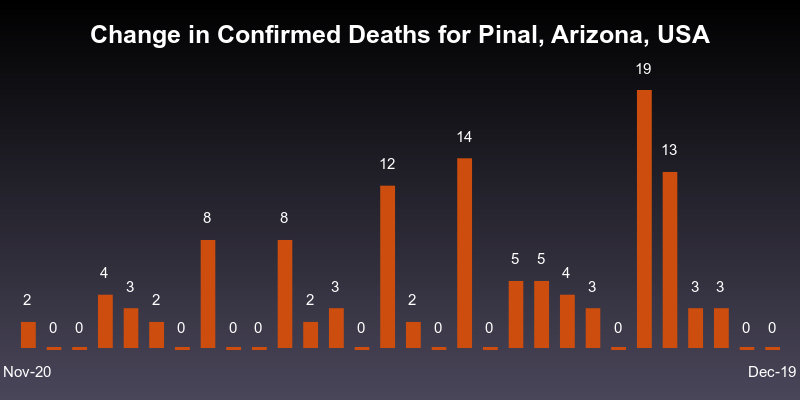 Change in Confirmed Deaths for Pinal, Arizona, USA
2 0 0 4 3 2 0 8 0 0 8 2 3 0 12 2 0 14 0 5 5 4 3 0 19 13 3 3 0 0
Nov-20 Dec-19